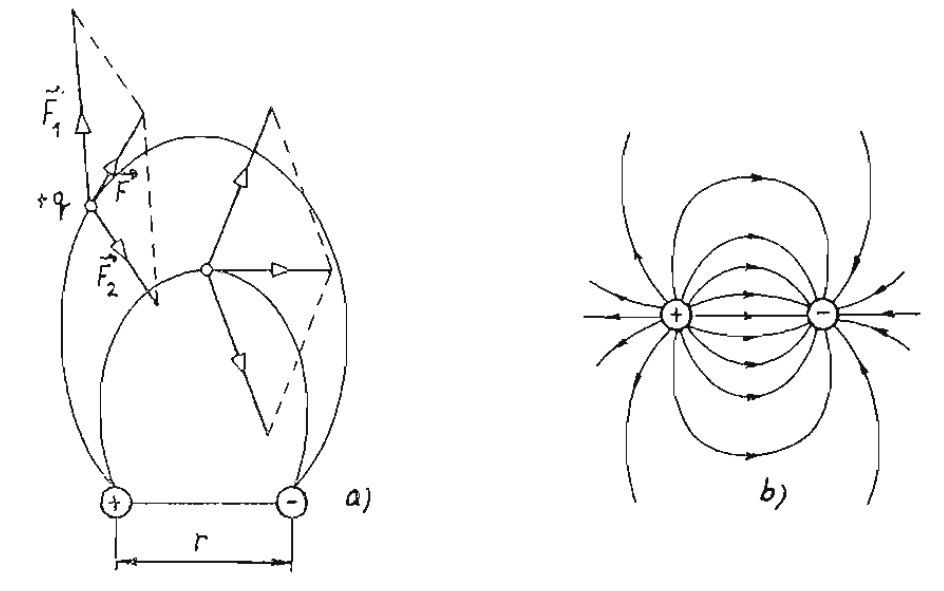 F⃗₁
+q
F⃗
F⃗₂
+ -
a)
r
+ -
b)